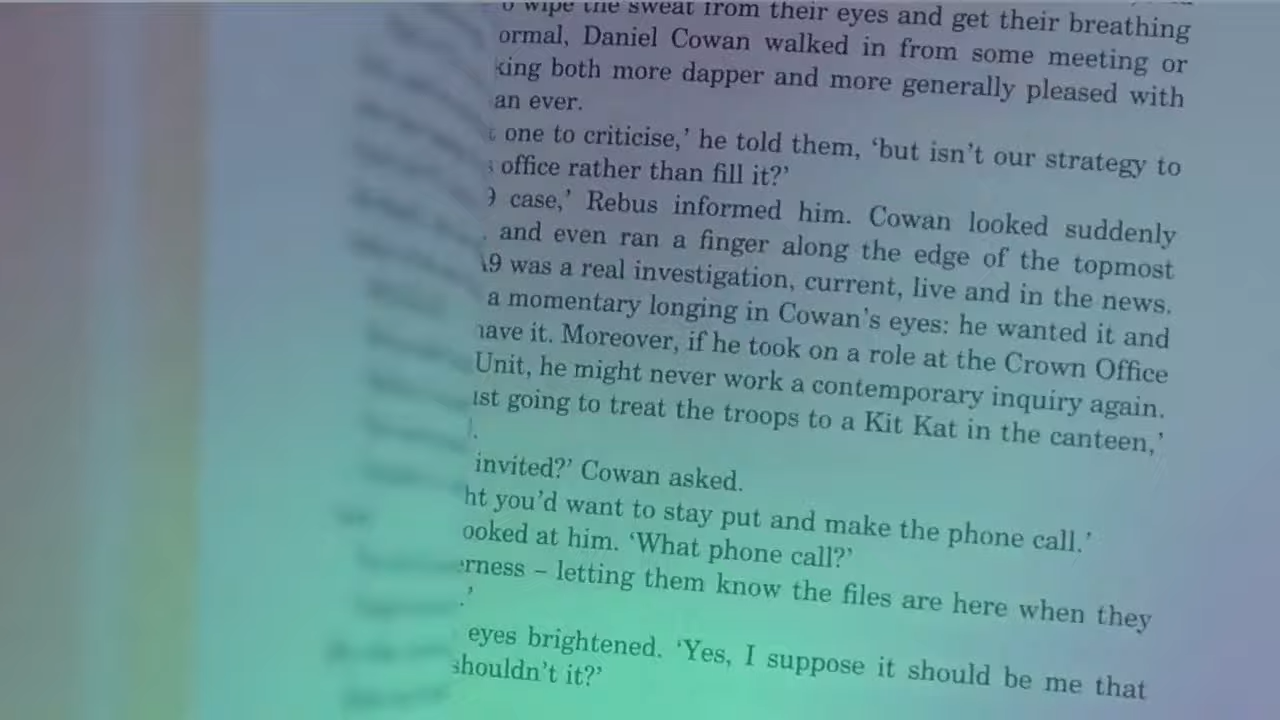 wipe the sweat from their eyes and get their breathing
ormal, Daniel Cowan walked in from some meeting or
king both more dapper and more generally pleased with
an ever.
one to criticise,’ he told them, ‘but isn’t our strategy to
office rather than fill it?’
case,’ Rebus informed him. Cowan looked suddenly
and even ran a finger along the edge of the topmost
9 was a real investigation, current, live and in the news.
a momentary longing in Cowan’s eyes: he wanted it and
have it. Moreover, if he took on a role at the Crown Office
Unit, he might never work a contemporary inquiry again.
ust going to treat the troops to a Kit Kat in the canteen,’
invited?’ Cowan asked.
ht you’d want to stay put and make the phone call.’
ooked at him. ‘What phone call?’
rness – letting them know the files are here when they
.’
eyes brightened. ‘Yes, I suppose it should be me that
shouldn’t it?’